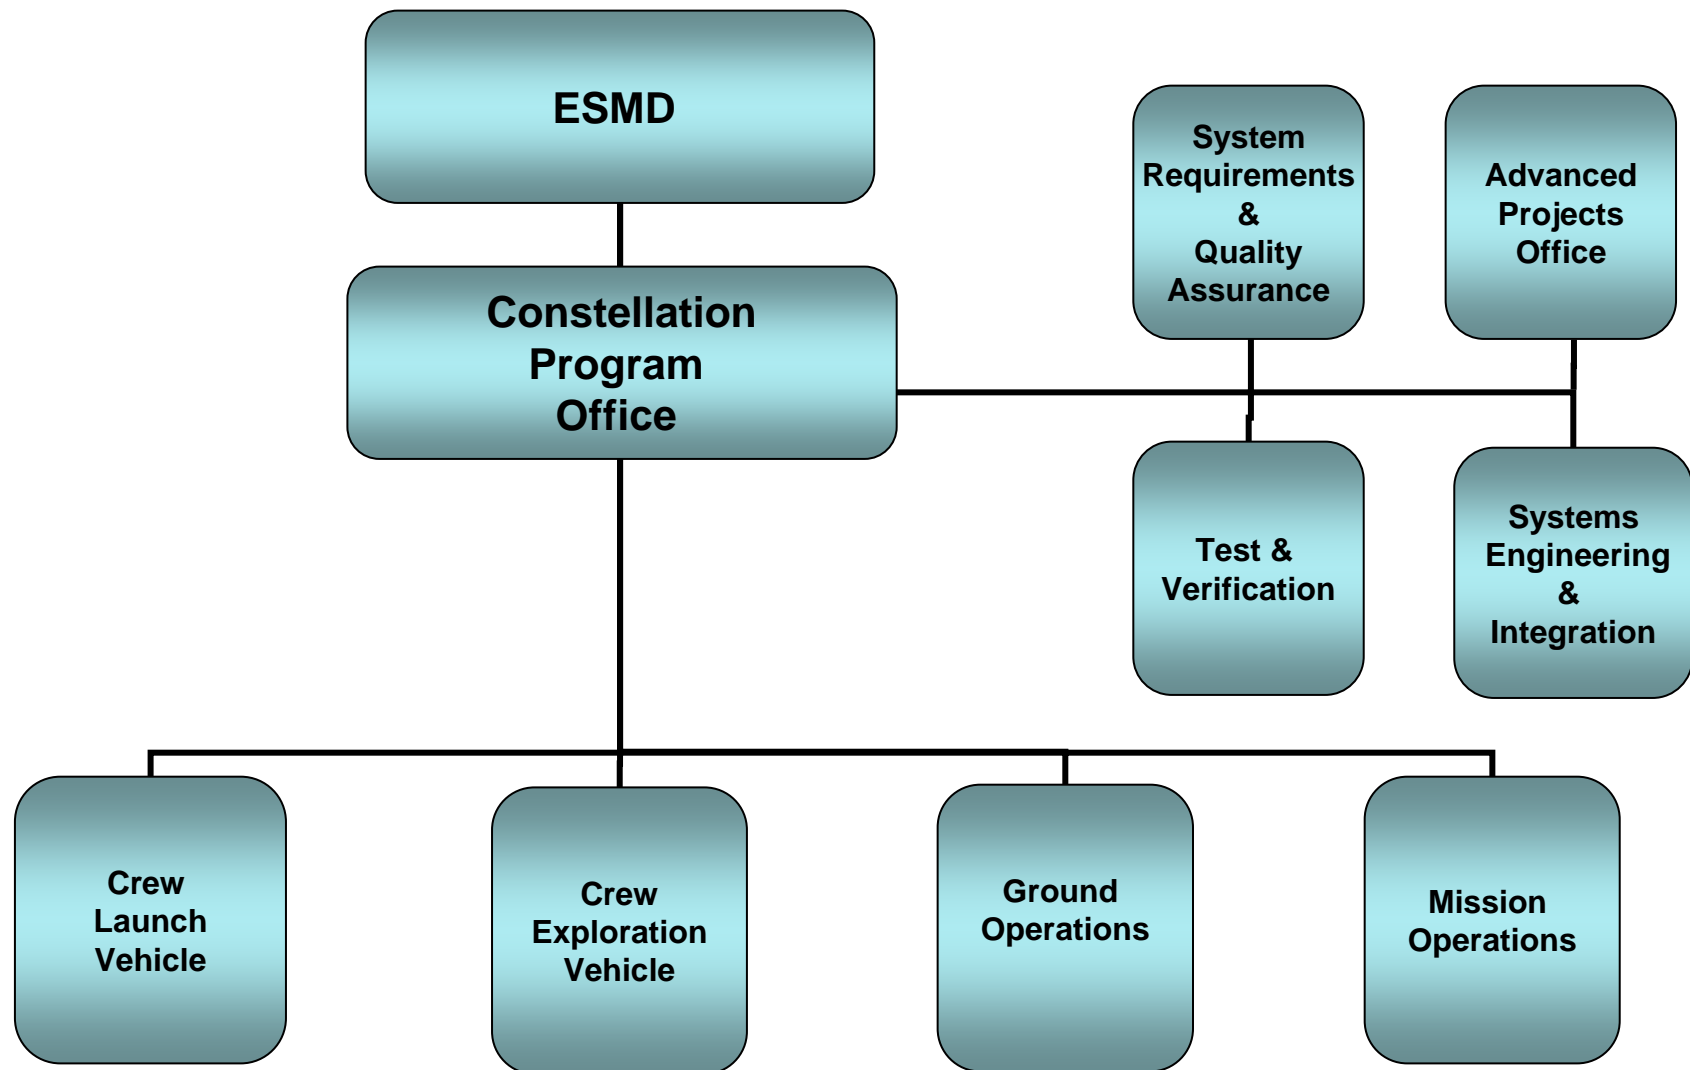 ESMD
System
Requirements
&
Quality
Assurance
Advanced
Projects
Office
Constellation
Program
Office
Test &
Verification
Systems
Engineering
&
Integration
Crew
Launch
Vehicle
Crew
Exploration
Vehicle
Ground
Operations
Mission
Operations